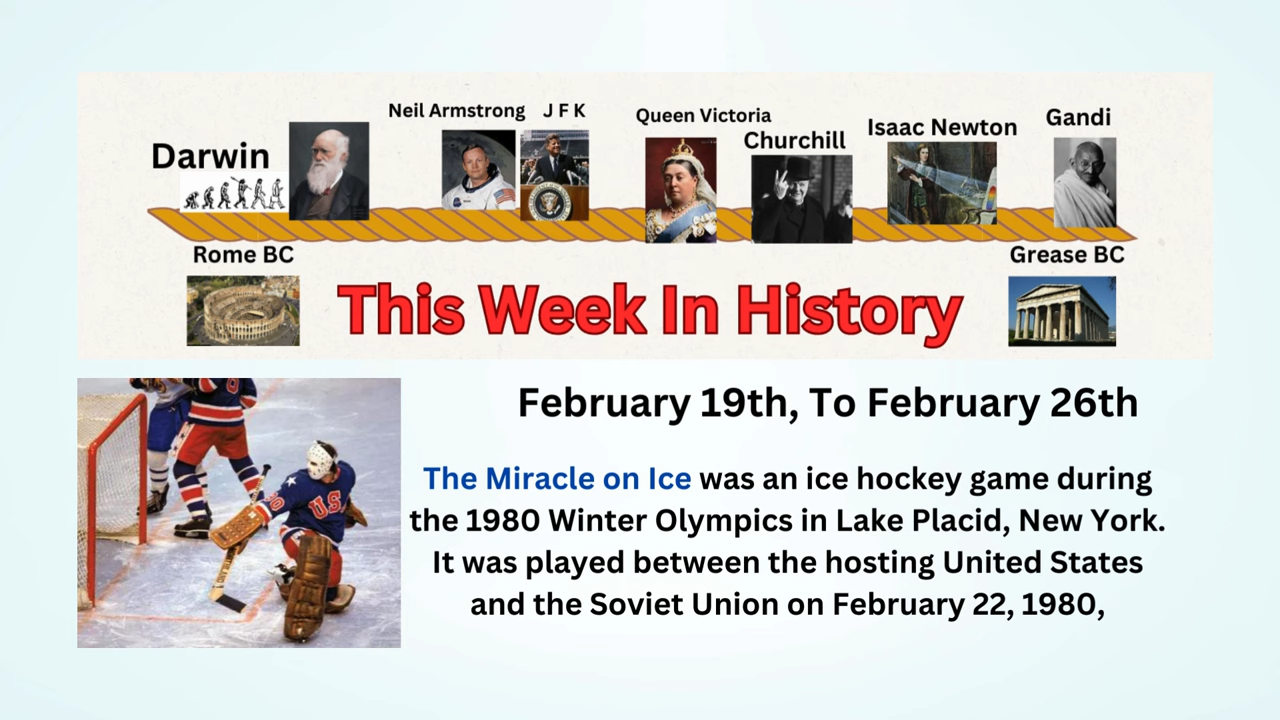 Neil Armstrong J F K
Queen Victoria
Gandi
Isaac Newton
Churchill
Darwin
Rome BC
Grease BC
This Week In History
February 19th, To February 26th
The Miracle on Ice was an ice hockey game during
the 1980 Winter Olympics in Lake Placid, New York.
It was played between the hosting United States
and the Soviet Union on February 22, 1980,
U.S.